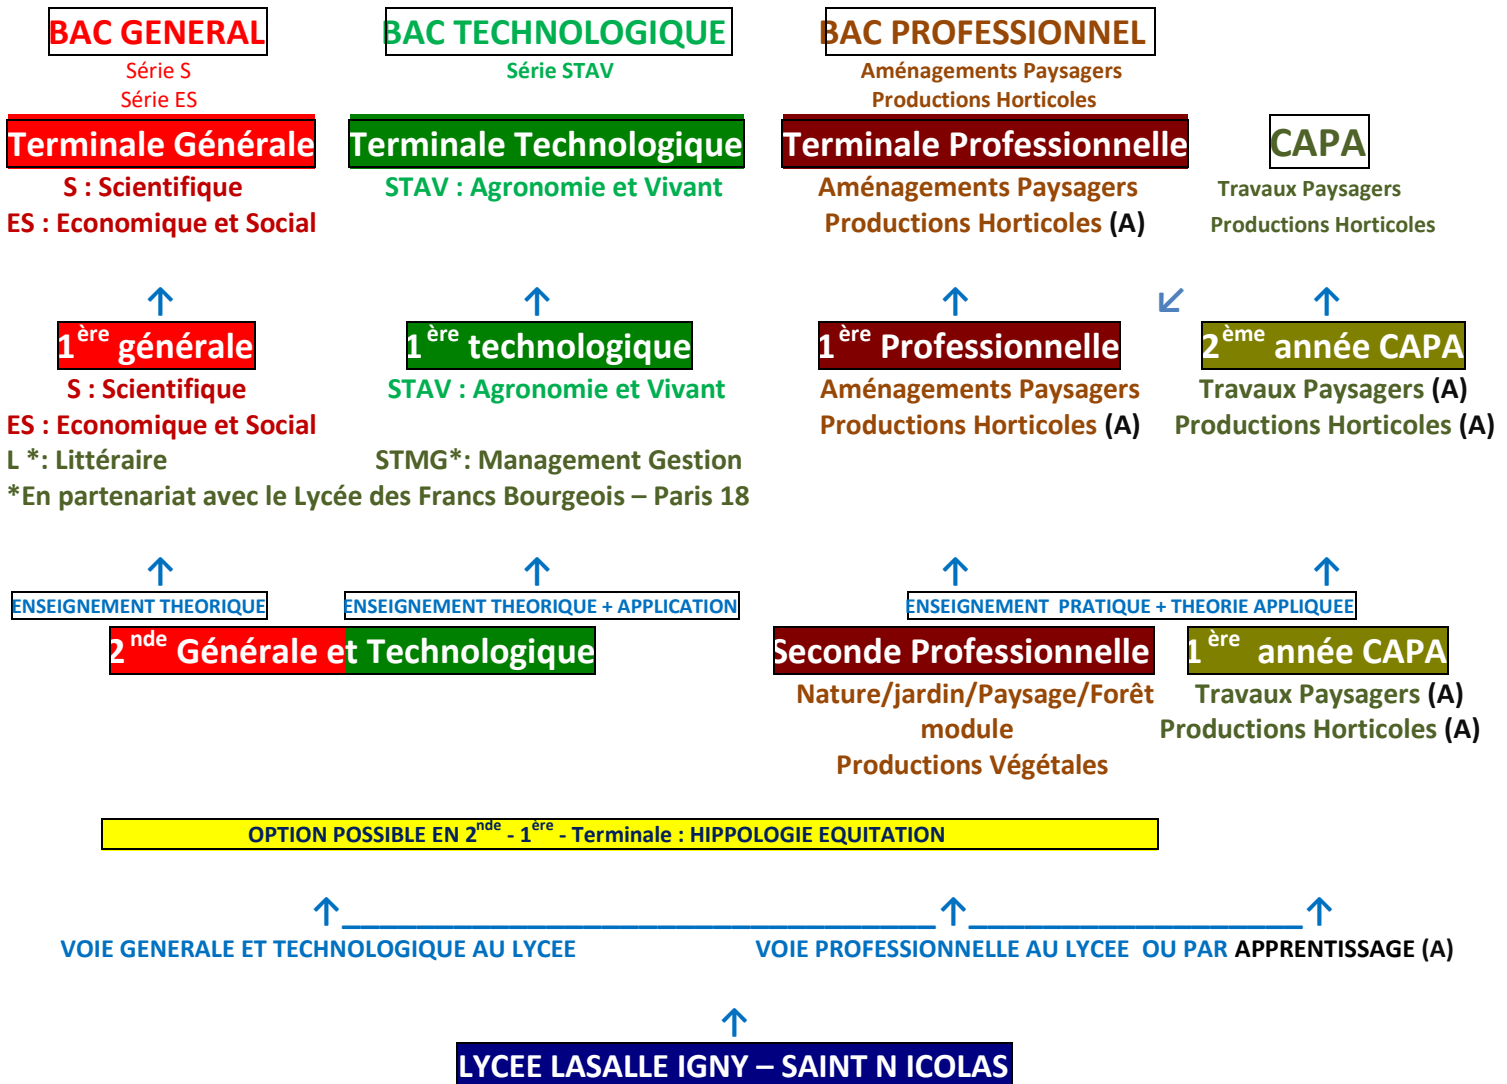 BAC GENERAL BAC TECHNOLOGIQUE BAC PROFESSIONNEL
Série S Série STAV Aménagements Paysagers
Série ES Productions Horticoles
Terminale Générale Terminale Technologique Terminale Professionnelle CAPA
S : Scientifique STAV : Agronomie et Vivant Aménagements Paysagers Travaux Paysagers
ES : Economique et Social Productions Horticoles (A) Productions Horticoles
1ère générale 1ère technologique 1ère Professionnelle 2ème année CAPA
S : Scientifique STAV : Agronomie et Vivant Aménagements Paysagers Travaux Paysagers (A)
ES : Economique et Social Productions Horticoles (A) Productions Horticoles (A)
L *: Littéraire STMG*: Management Gestion
*En partenariat avec le Lycée des Francs Bourgeois – Paris 18
ENSEIGNEMENT THEORIQUE ENSEIGNEMENT THEORIQUE + APPLICATION ENSEIGNEMENT PRATIQUE + THEORIE APPLIQUEE
2nde Générale et Technologique Seconde Professionnelle 1ère année CAPA
Nature/jardin/Paysage/Forêt Travaux Paysagers (A)
module Productions Horticoles (A)
Productions Végétales
OPTION POSSIBLE EN 2nde - 1ère - Terminale : HIPPOLOGIE EQUITATION
VOIE GENERALE ET TECHNOLOGIQUE AU LYCEE VOIE PROFESSIONNELLE AU LYCEE OU PAR APPRENTISSAGE (A)
LYCEE LASALLE IGNY – SAINT N ICOLAS